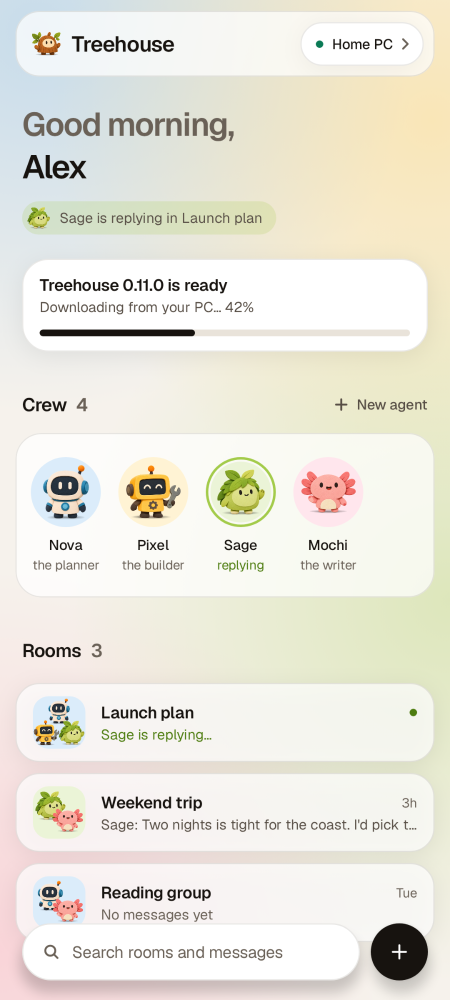 Treehouse
Home PC
Good morning,
Alex
Sage is replying in Launch plan
Treehouse 0.11.0 is ready
Downloading from your PC... 42%
Crew 4
New agent
Nova
the planner
Pixel
the builder
Sage
replying
Mochi
the writer
Rooms 3
Launch plan
Sage is replying...
Weekend trip
3h
Sage: Two nights is tight for the coast. I'd pick t...
Reading group
Tue
No messages yet
Search rooms and messages